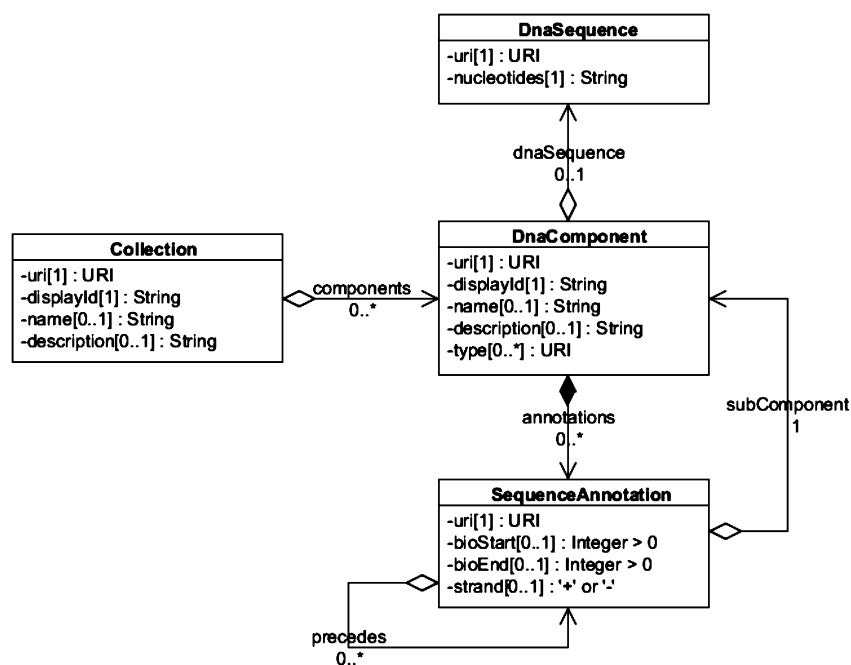 DnaSequence
-uri[1] : URI
-nucleotides[1] : String
dnaSequence
0..1
Collection
-uri[1] : URI
-displayId[1] : String
-name[0..1] : String
-description[0..1] : String
components
0..*
DnaComponent
-uri[1] : URI
-displayId[1] : String
-name[0..1] : String
-description[0..1] : String
-type[0..*] : URI
annotations
0..*
subComponent
1
SequenceAnnotation
-uri[1] : URI
-bioStart[0..1] : Integer > 0
-bioEnd[0..1] : Integer > 0
-strand[0..1] : '+' or '-'
precedes
0..*